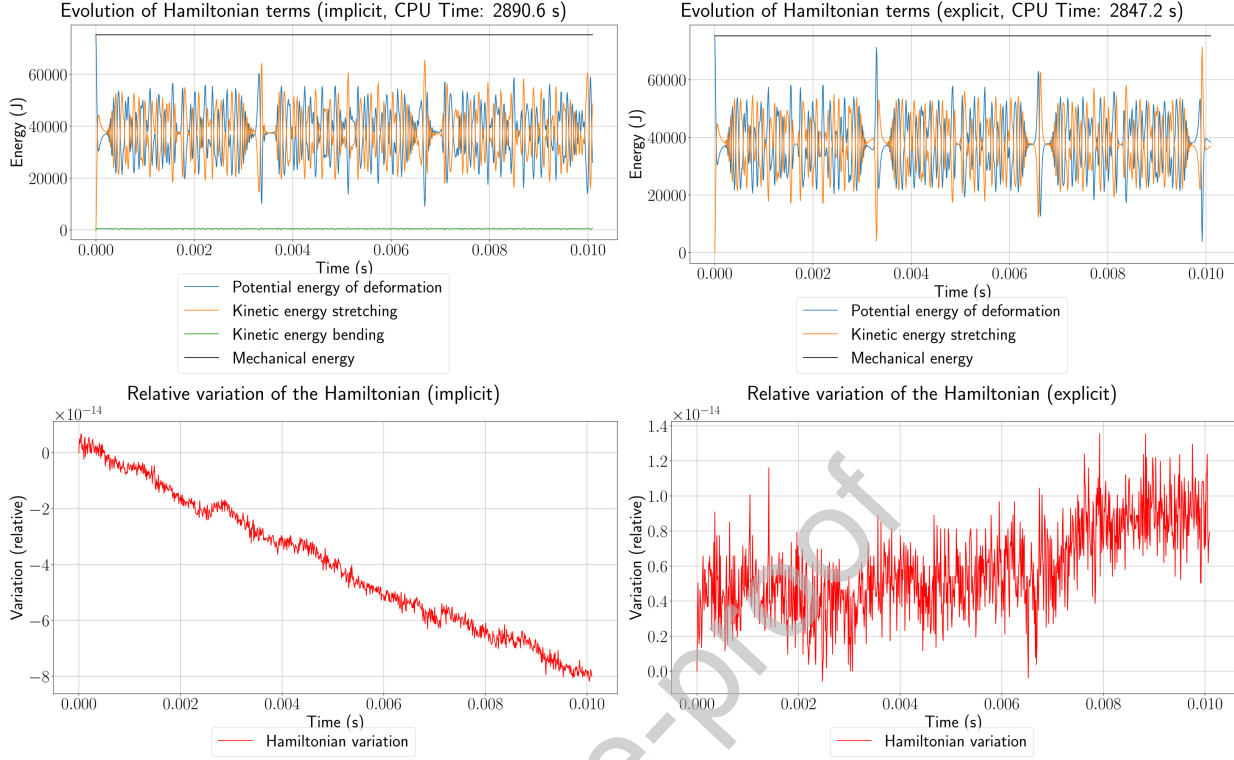 Evolution of Hamiltonian terms (implicit, CPU Time: 2890.6 s)
Energy (J)
60000
40000
20000
0
0.000 0.002 0.004 0.006 0.008 0.010
Time (s)
Potential energy of deformation
Kinetic energy stretching
Kinetic energy bending
Mechanical energy
Evolution of Hamiltonian terms (explicit, CPU Time: 2847.2 s)
Energy (J)
60000
40000
20000
0
0.000 0.002 0.004 0.006 0.008 0.010
Time (s)
Potential energy of deformation
Kinetic energy stretching
Mechanical energy
Relative variation of the Hamiltonian (implicit)
×10⁻¹⁴
Variation (relative)
0
−2
−4
−6
−8
0.000 0.002 0.004 0.006 0.008 0.010
Time (s)
Hamiltonian variation
Relative variation of the Hamiltonian (explicit)
×10⁻¹⁴
Variation (relative)
1.4
1.2
1.0
0.8
0.6
0.4
0.2
0.0
0.000 0.002 0.004 0.006 0.008 0.010
Time (s)
Hamiltonian variation
e-proof